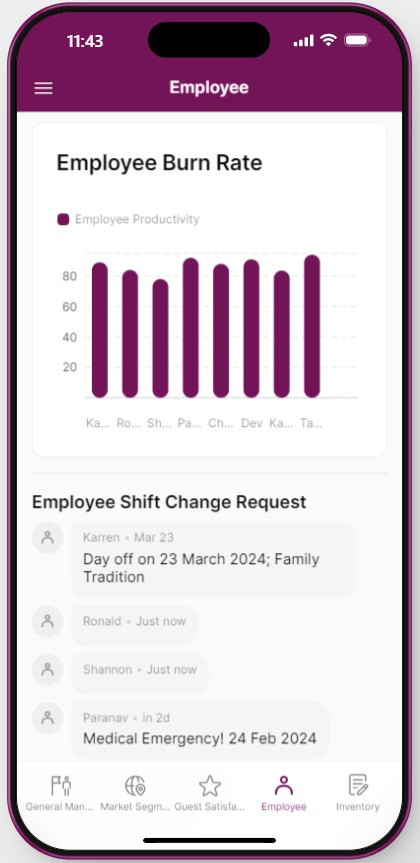 11:43
Employee
Employee Burn Rate
Employee Productivity
80
60
40
20
Ka... Ro... Sh... Pa... Ch... Dev Ka... Ta...
Employee Shift Change Request
Karren • Mar 23
Day off on 23 March 2024; Family
Tradition
Ronald • Just now
Shannon • Just now
Paranav • in 2d
Medical Emergency! 24 Feb 2024
General Man... Market Segm... Guest Satisfa... Employee Inventory